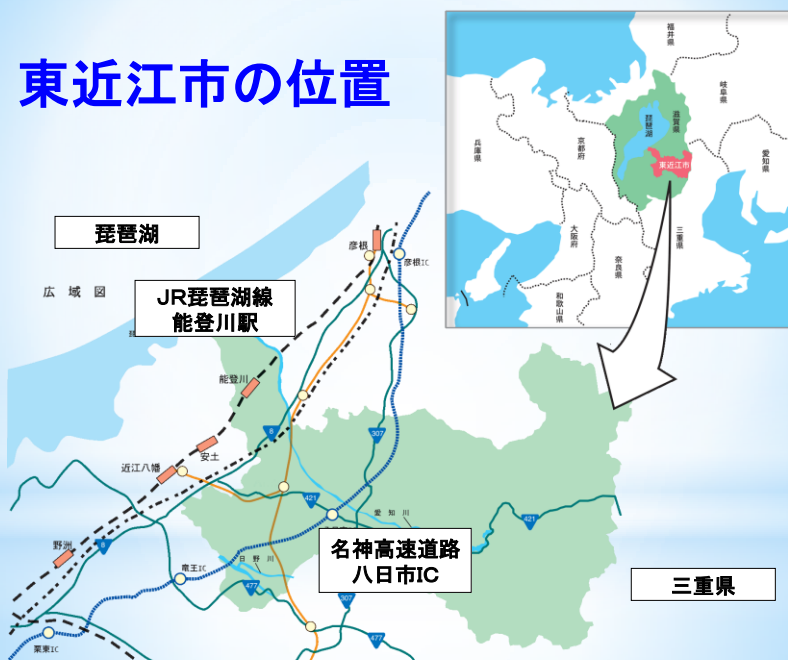 東近江市の位置
福井県
岐阜県
滋賀県
琵琶湖
東近江市
愛知県
兵庫県
京都府
大阪府
奈良県
三重県
和歌山県
琵琶湖
広域図
JR琵琶湖線
能登川駅
彦根
彦根IC
能登川
安土
近江八幡
野洲
竜王IC
栗東IC
8
8
307
421
421
愛知川
日野川
477
307
477
名神高速道路
八日市IC
三重県